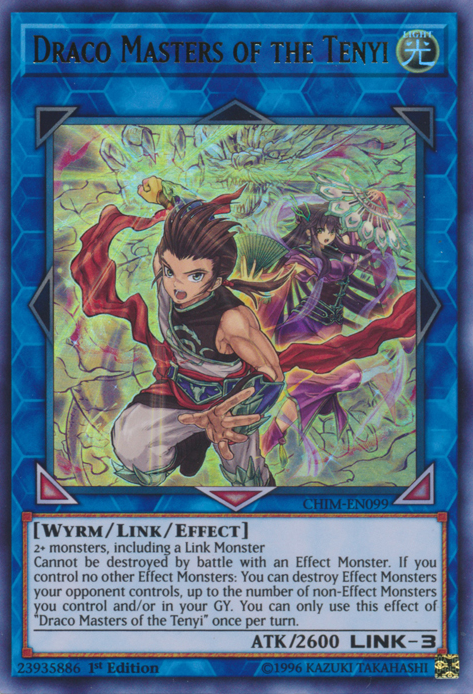 DRACO MASTERS OF THE TENYI
LIGHT
光
CHIM-EN099
[WYRM/LINK/EFFECT]
2+ monsters, including a Link Monster
Cannot be destroyed by battle with an Effect Monster. If you
control no other Effect Monsters: You can destroy Effect Monsters
your opponent controls, up to the number of non-Effect Monsters
you control and/or in your GY. You can only use this effect of
"Draco Masters of the Tenyi" once per turn.
ATK/2600 LINK-3
23935886 1st Edition ©1996 KAZUKI TAKAHASHI